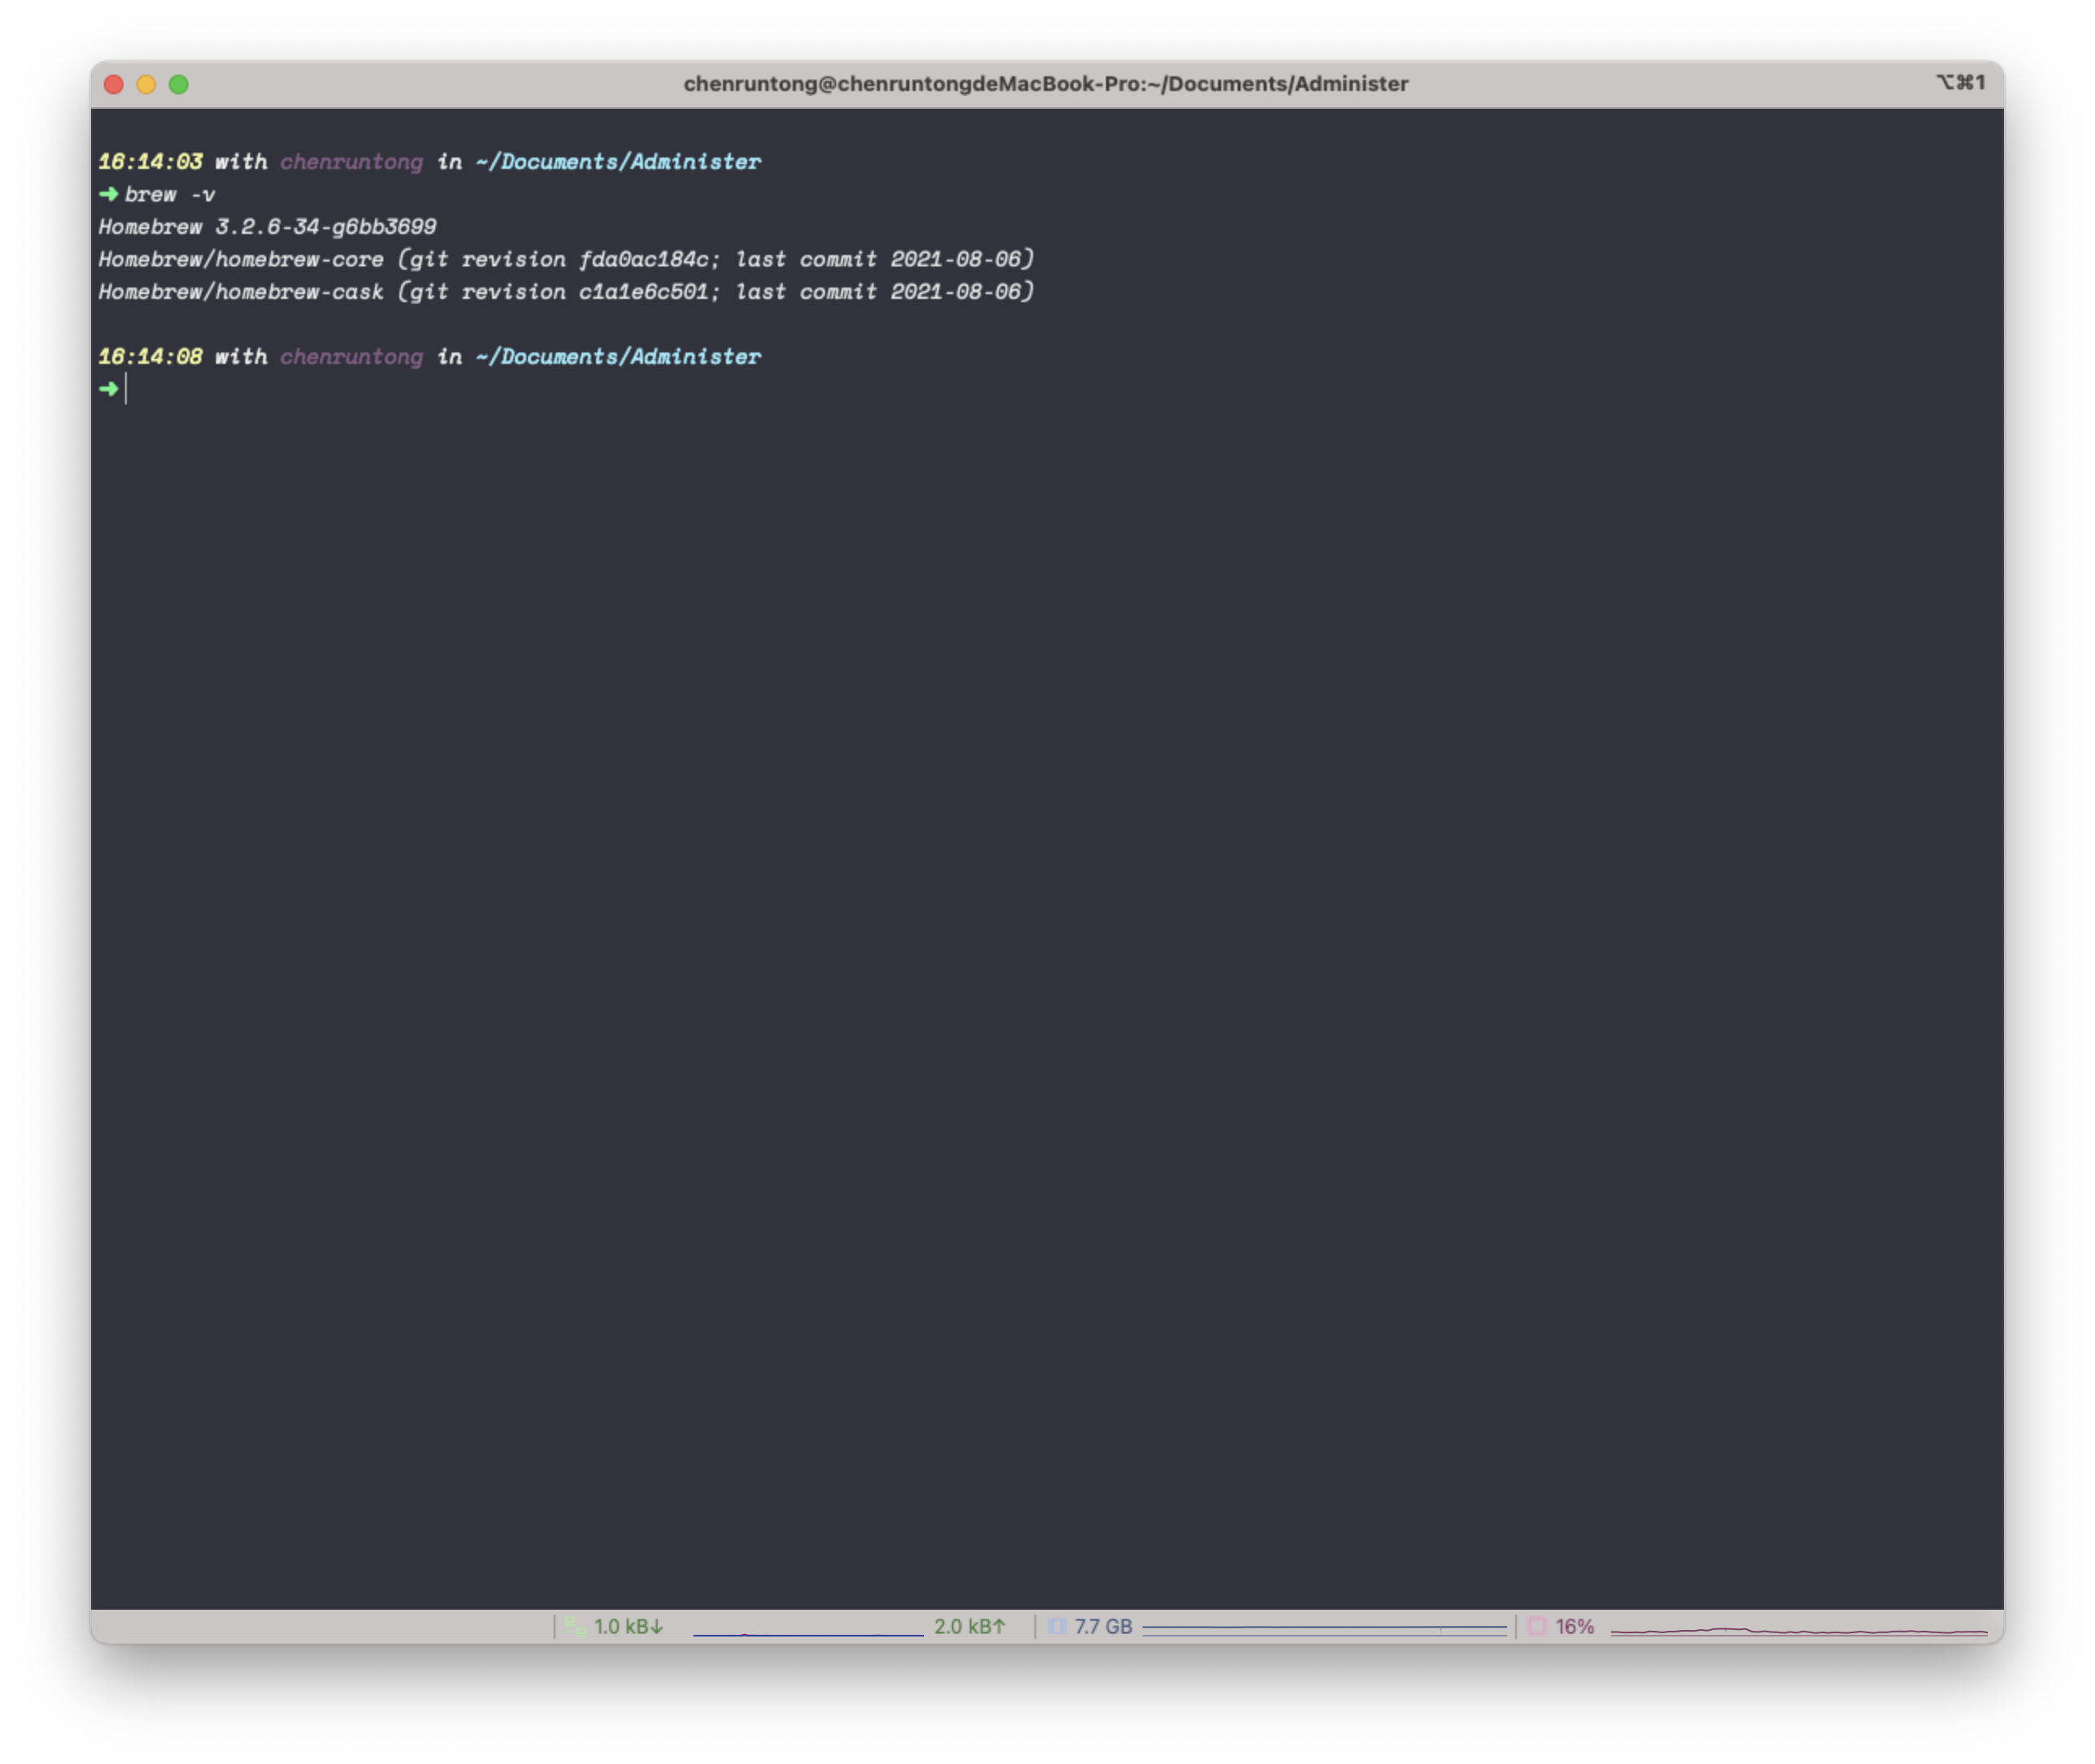 chenruntong@chenruntongdeMacBook-Pro:~/Documents/Administer
⌥⌘1
16:14:03 with chenruntong in ~/Documents/Administer
➜ brew -v
Homebrew 3.2.6-34-g6bb3699
Homebrew/homebrew-core (git revision fda0ac184c; last commit 2021-08-06)
Homebrew/homebrew-cask (git revision c1a1e6c501; last commit 2021-08-06)
16:14:08 with chenruntong in ~/Documents/Administer
➜
1.0 kB↓ 2.0 kB↑ 7.7 GB 16%